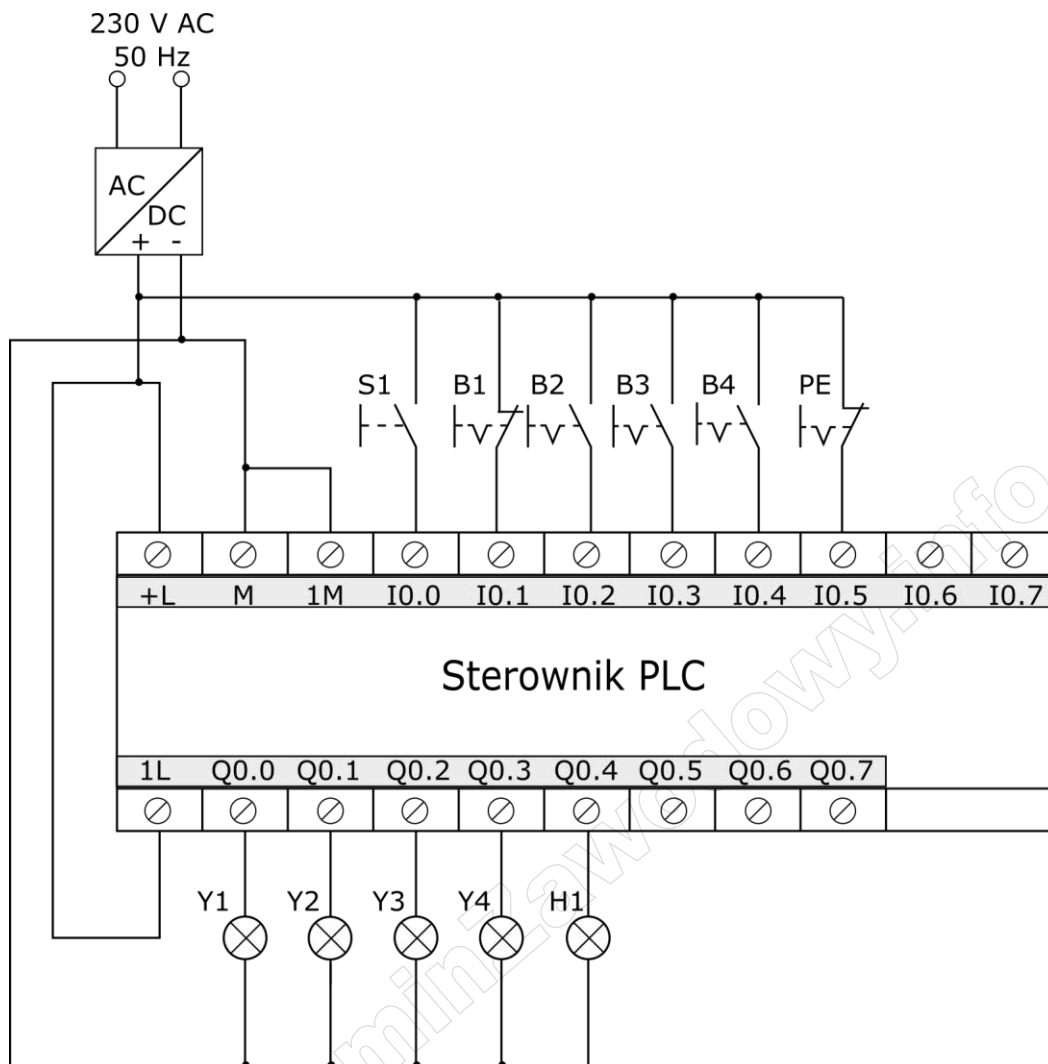 230 V AC
50 Hz
AC
DC
+ -
S1 B1 B2 B3 B4 PE
+L M 1M I0.0 I0.1 I0.2 I0.3 I0.4 I0.5 I0.6 I0.7
Sterownik PLC
1L Q0.0 Q0.1 Q0.2 Q0.3 Q0.4 Q0.5 Q0.6 Q0.7
Y1 Y2 Y3 Y4 H1
minZawodowy.info